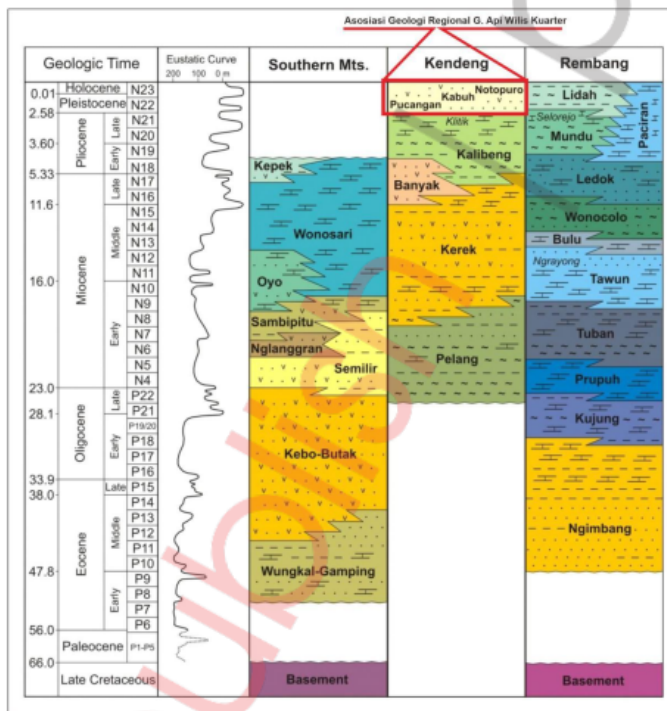 Asosiasi Geologi Regional G. Api Wilis Kuarter
Geologic Time
Eustatic Curve
200 100 0 m
Southern Mts.
Kendeng
Rembang
0.01
2.58
3.60
5.33
11.6
16.0
23.0
28.1
33.9
38.0
47.8
56.0
66.0
Holocene
Pleistocene
Pliocene
Late
Early
Miocene
Late
Middle
Early
Oligocene
Late
Early
Eocene
Late
Middle
Early
Paleocene
Late Cretaceous
N23
N22
N21
N20
N19
N18
N17
N16
N15
N14
N13
N12
N11
N10
N9
N8
N7
N6
N5
N4
P22
P21
P19/20
P18
P17
P16
P15
P14
P13
P12
P11
P10
P9
P8
P7
P6
P1-P5
Kepek
Wonosari
Oyo
Sambipitu
Nglanggran
Semilir
Kebo-Butak
Wungkal-Gamping
Basement
Notopuro
Kabuh
Pucangan
Klitik
Kalibeng
Banyak
Kerek
Pelang
Lidah
Selorejo
Mundu
Paciran
Ledok
Wonocolo
Bulu
Ngrayong
Tawun
Tuban
Prupuh
Kujung
Ngimbang
Basement